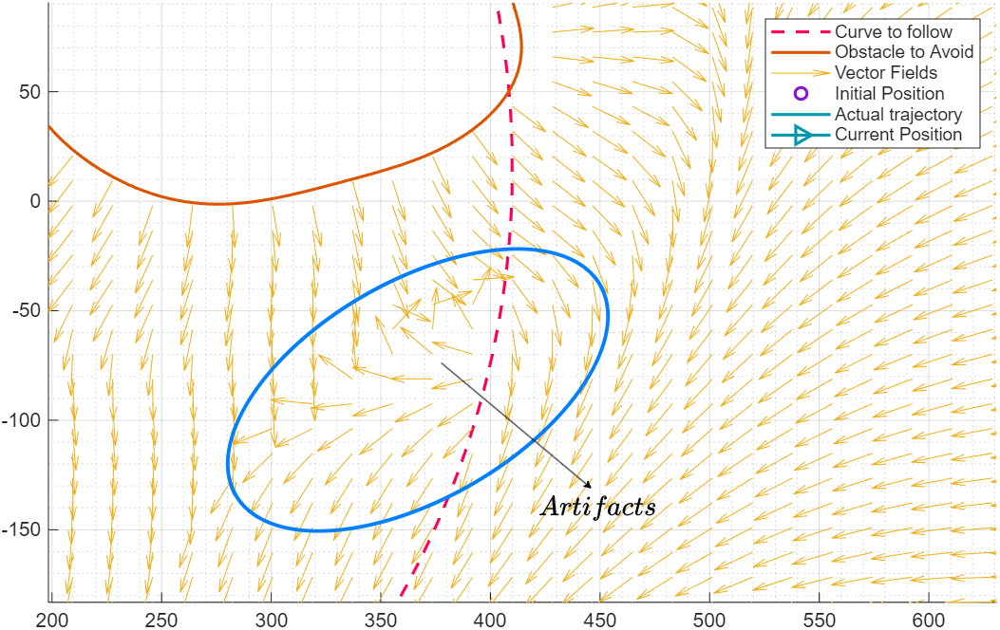 Curve to follow
Obstacle to Avoid
Vector Fields
Initial Position
Actual trajectory
Current Position
50
0
-50
-100
-150
Artifacts
200 250 300 350 400 450 500 550 600